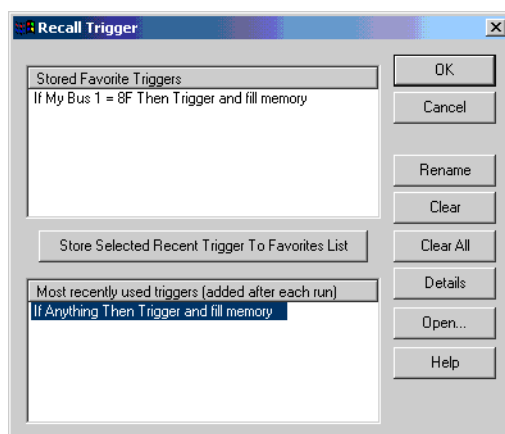 Recall Trigger
Stored Favorite Triggers
If My Bus 1 = 8F Then Trigger and fill memory
Store Selected Recent Trigger To Favorites List
Most recently used triggers (added after each run)
If Anything Then Trigger and fill memory
OK
Cancel
Rename
Clear
Clear All
Details
Open...
Help